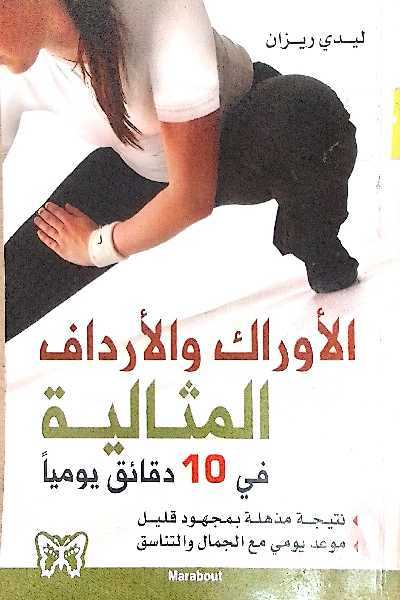 ليدي ريزان
الأوراك والأرداف
المثالية
في 10 دقائق يومياً
نتيجة مذهلة بمجهود قليل
موعد يومي مع الجمال والتناسق
Marabout